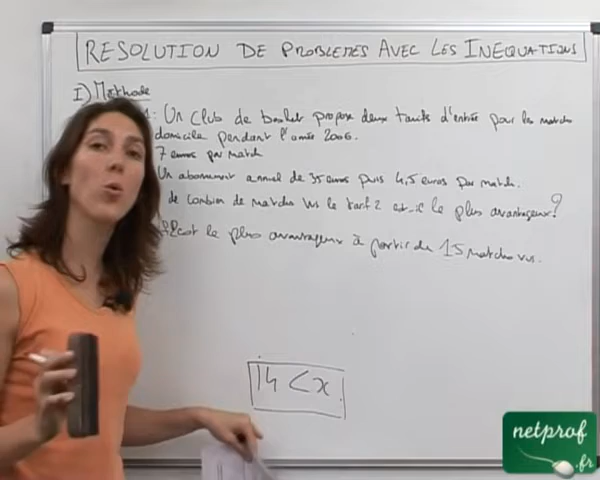 RESOLUTION DE PROBLEMES AVEC LES INEQUATIONS
I) Méthode
1: Un club de basket propose deux tarifs d'entrée pour les matchs
domicile pendant l'année 2006.
7 euros par match
Un abonnement annuel de 35 euros puis 4,5 euros par match.
de combien de matchs vus le tarif 2 est-il le plus avantageux ?
est le plus avantageux à partir de 15 matchs vus.
14 < x
netprof
.fr